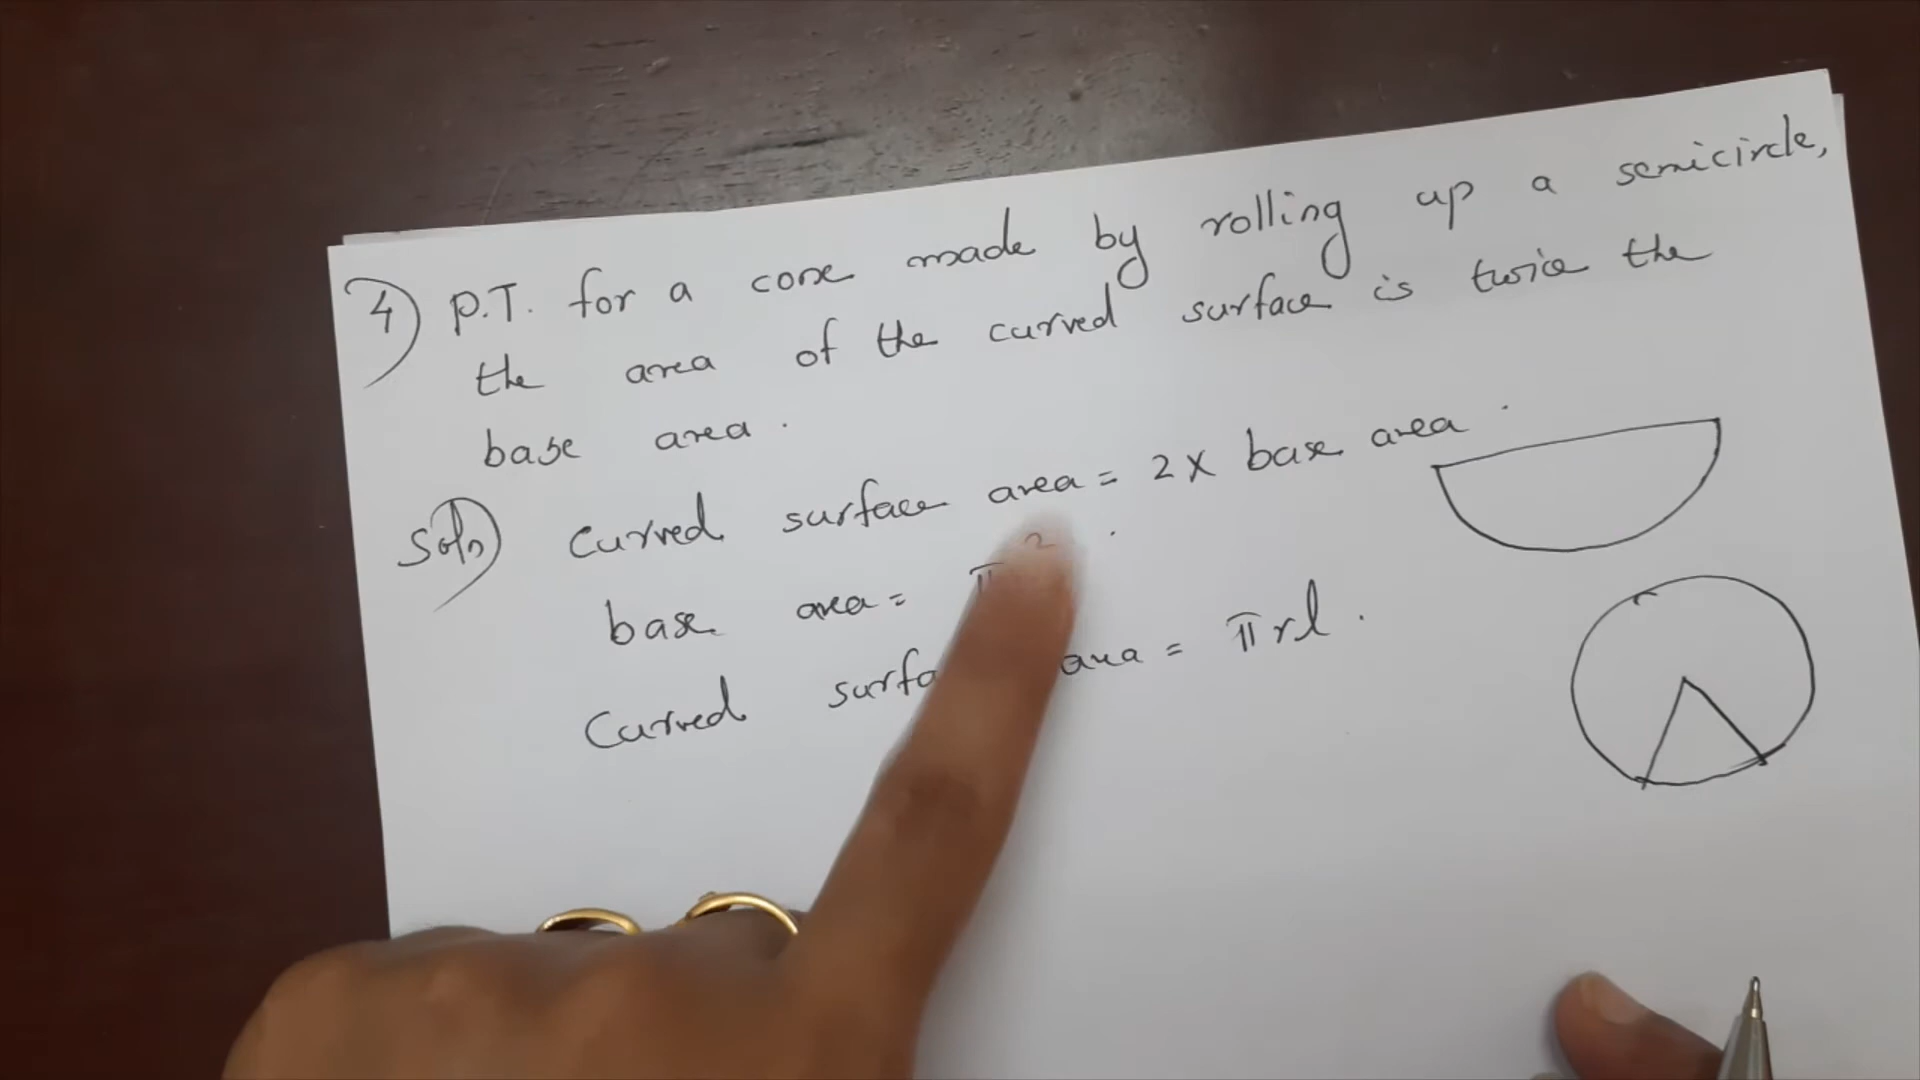 4) P.T. for a cone made by rolling up a semicircle,
the area of the curved surface is twice the
base area.
Soln) Curved surface area = 2 x base area.
base area =
Curved area = πrl.